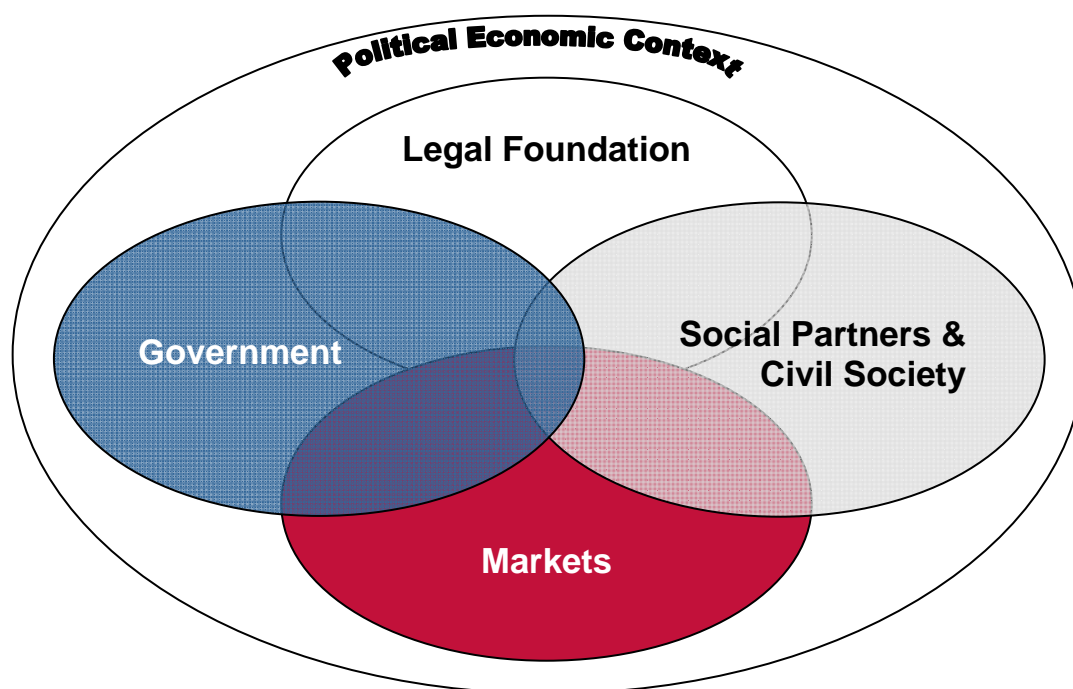 Political Economic Context
Legal Foundation
Government
Social Partners &
Civil Society
Markets